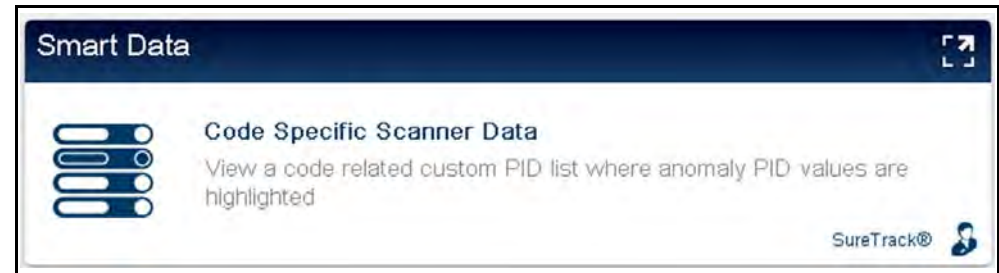 Smart Data
Code Specific Scanner Data
View a code related custom PID list where anomaly PID values are
highlighted
SureTrack®